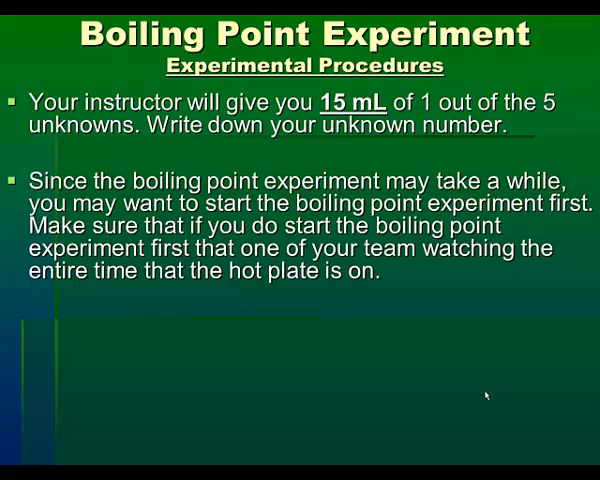 Boiling Point Experiment
Experimental Procedures
Your instructor will give you 15 mL of 1 out of the 5
unknowns. Write down your unknown number.
Since the boiling point experiment may take a while,
you may want to start the boiling point experiment first.
Make sure that if you do start the boiling point
experiment first that one of your team watching the
entire time that the hot plate is on.